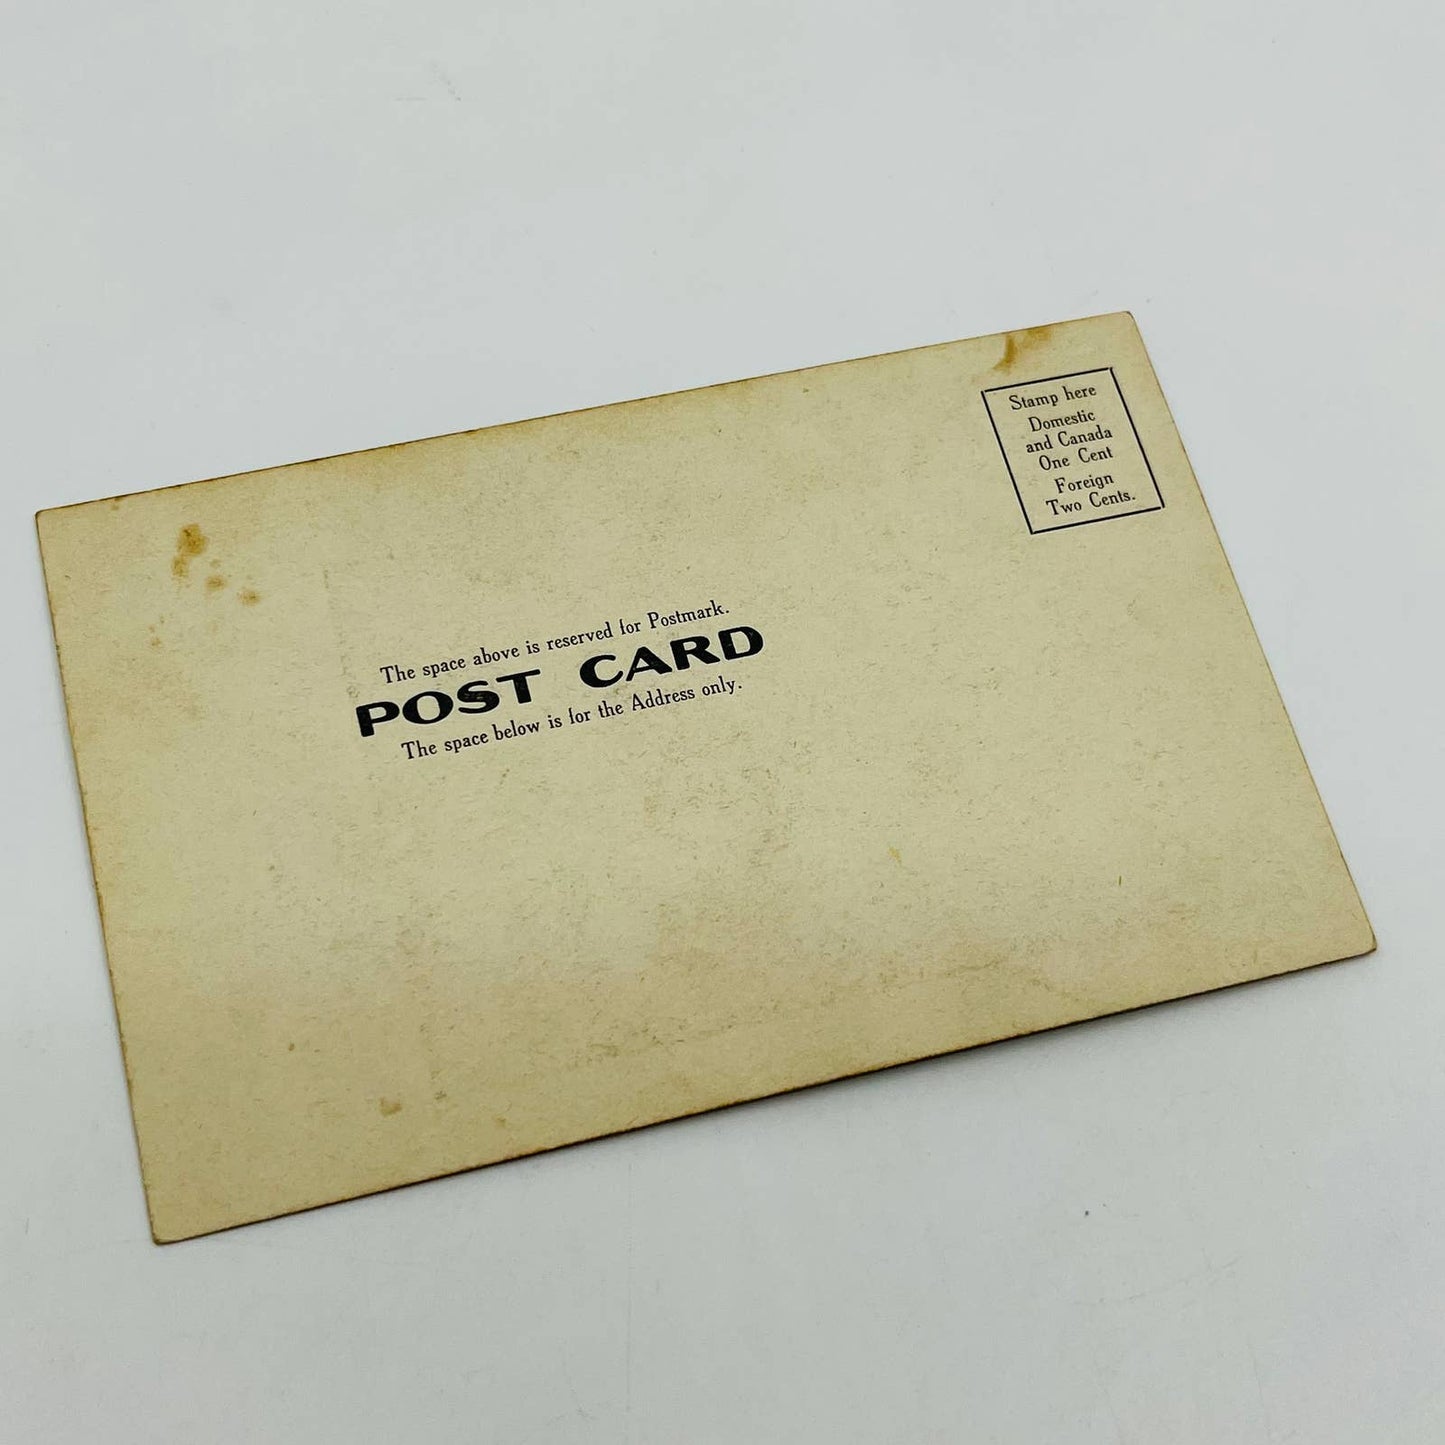 Stamp here
Domestic
and Canada
One Cent
Foreign
Two Cents.
The space above is reserved for Postmark.
POST CARD
The space below is for the Address only.